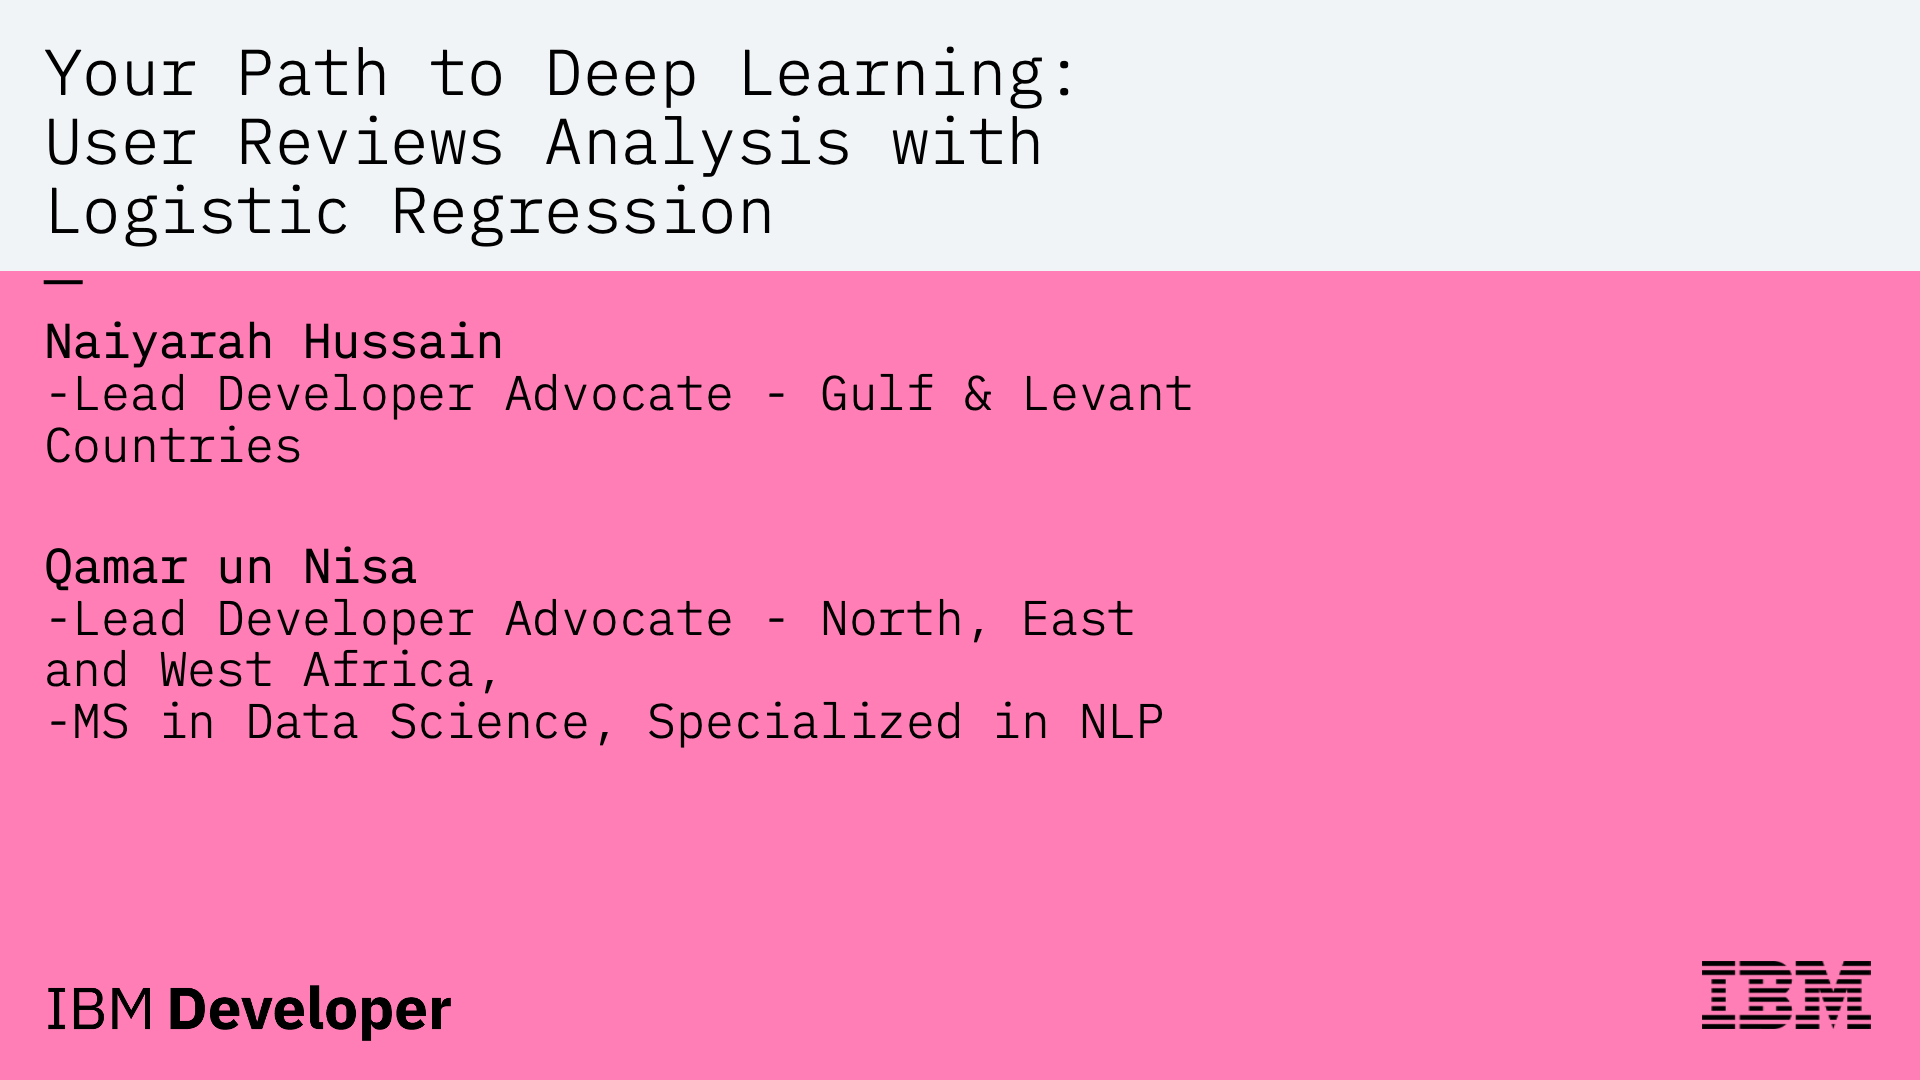 Your Path to Deep Learning:
User Reviews Analysis with
Logistic Regression
—
Naiyarah Hussain
-Lead Developer Advocate - Gulf & Levant
Countries
Qamar un Nisa
-Lead Developer Advocate - North, East
and West Africa,
-MS in Data Science, Specialized in NLP
IBM Developer
IBM